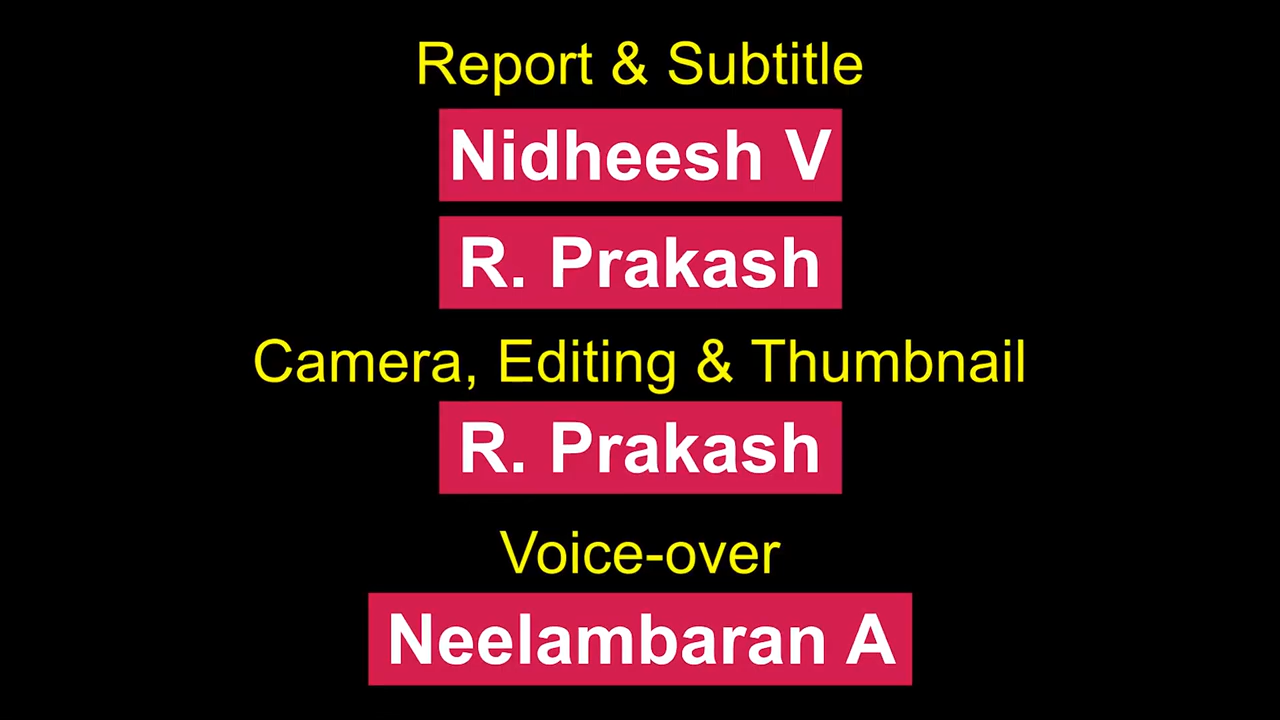 Report & Subtitle
Nidheesh V
R. Prakash
Camera, Editing & Thumbnail
R. Prakash
Voice-over
Neelambaran A